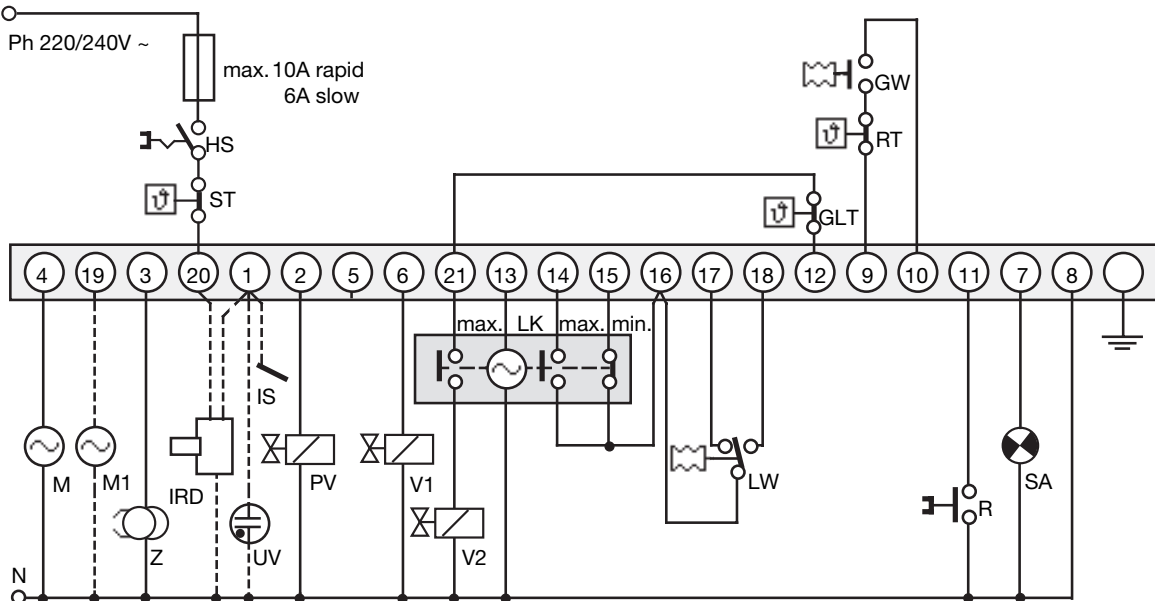 Ph 220/240V ~
max. 10A rapid
6A slow
HS
ST
GW
RT
GLT
4 19 3 20 1 2 5 6 21 13 14 15 16 17 18 12 9 10 11 7 8
max. LK max. min.
IS
M M1 IRD PV V1 LW SA
R
Z UV V2
N
ϑ
ϑ
ϑ